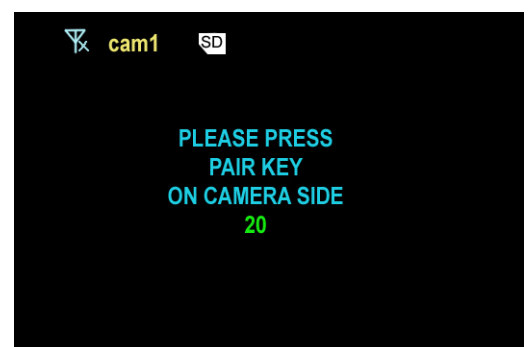 cam1 SD
PLEASE PRESS
PAIR KEY
ON CAMERA SIDE
20